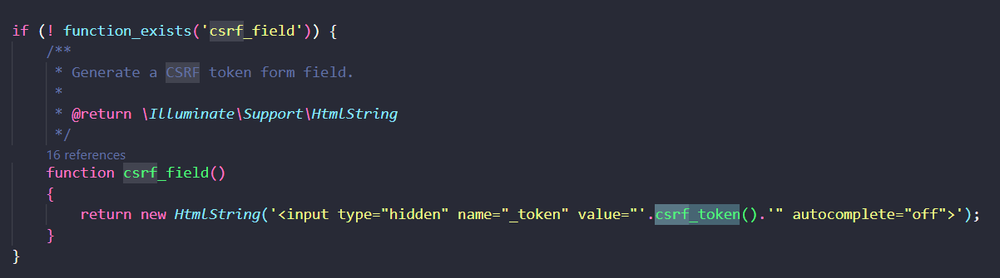 if (! function_exists('csrf_field')) {
    /**
     * Generate a CSRF token form field.
     *
     * @return \Illuminate\Support\HtmlString
     */
    16 references
    function csrf_field()
    {
        return new HtmlString('<input type="hidden" name="_token" value="'.csrf_token().'" autocomplete="off">');
    }
}